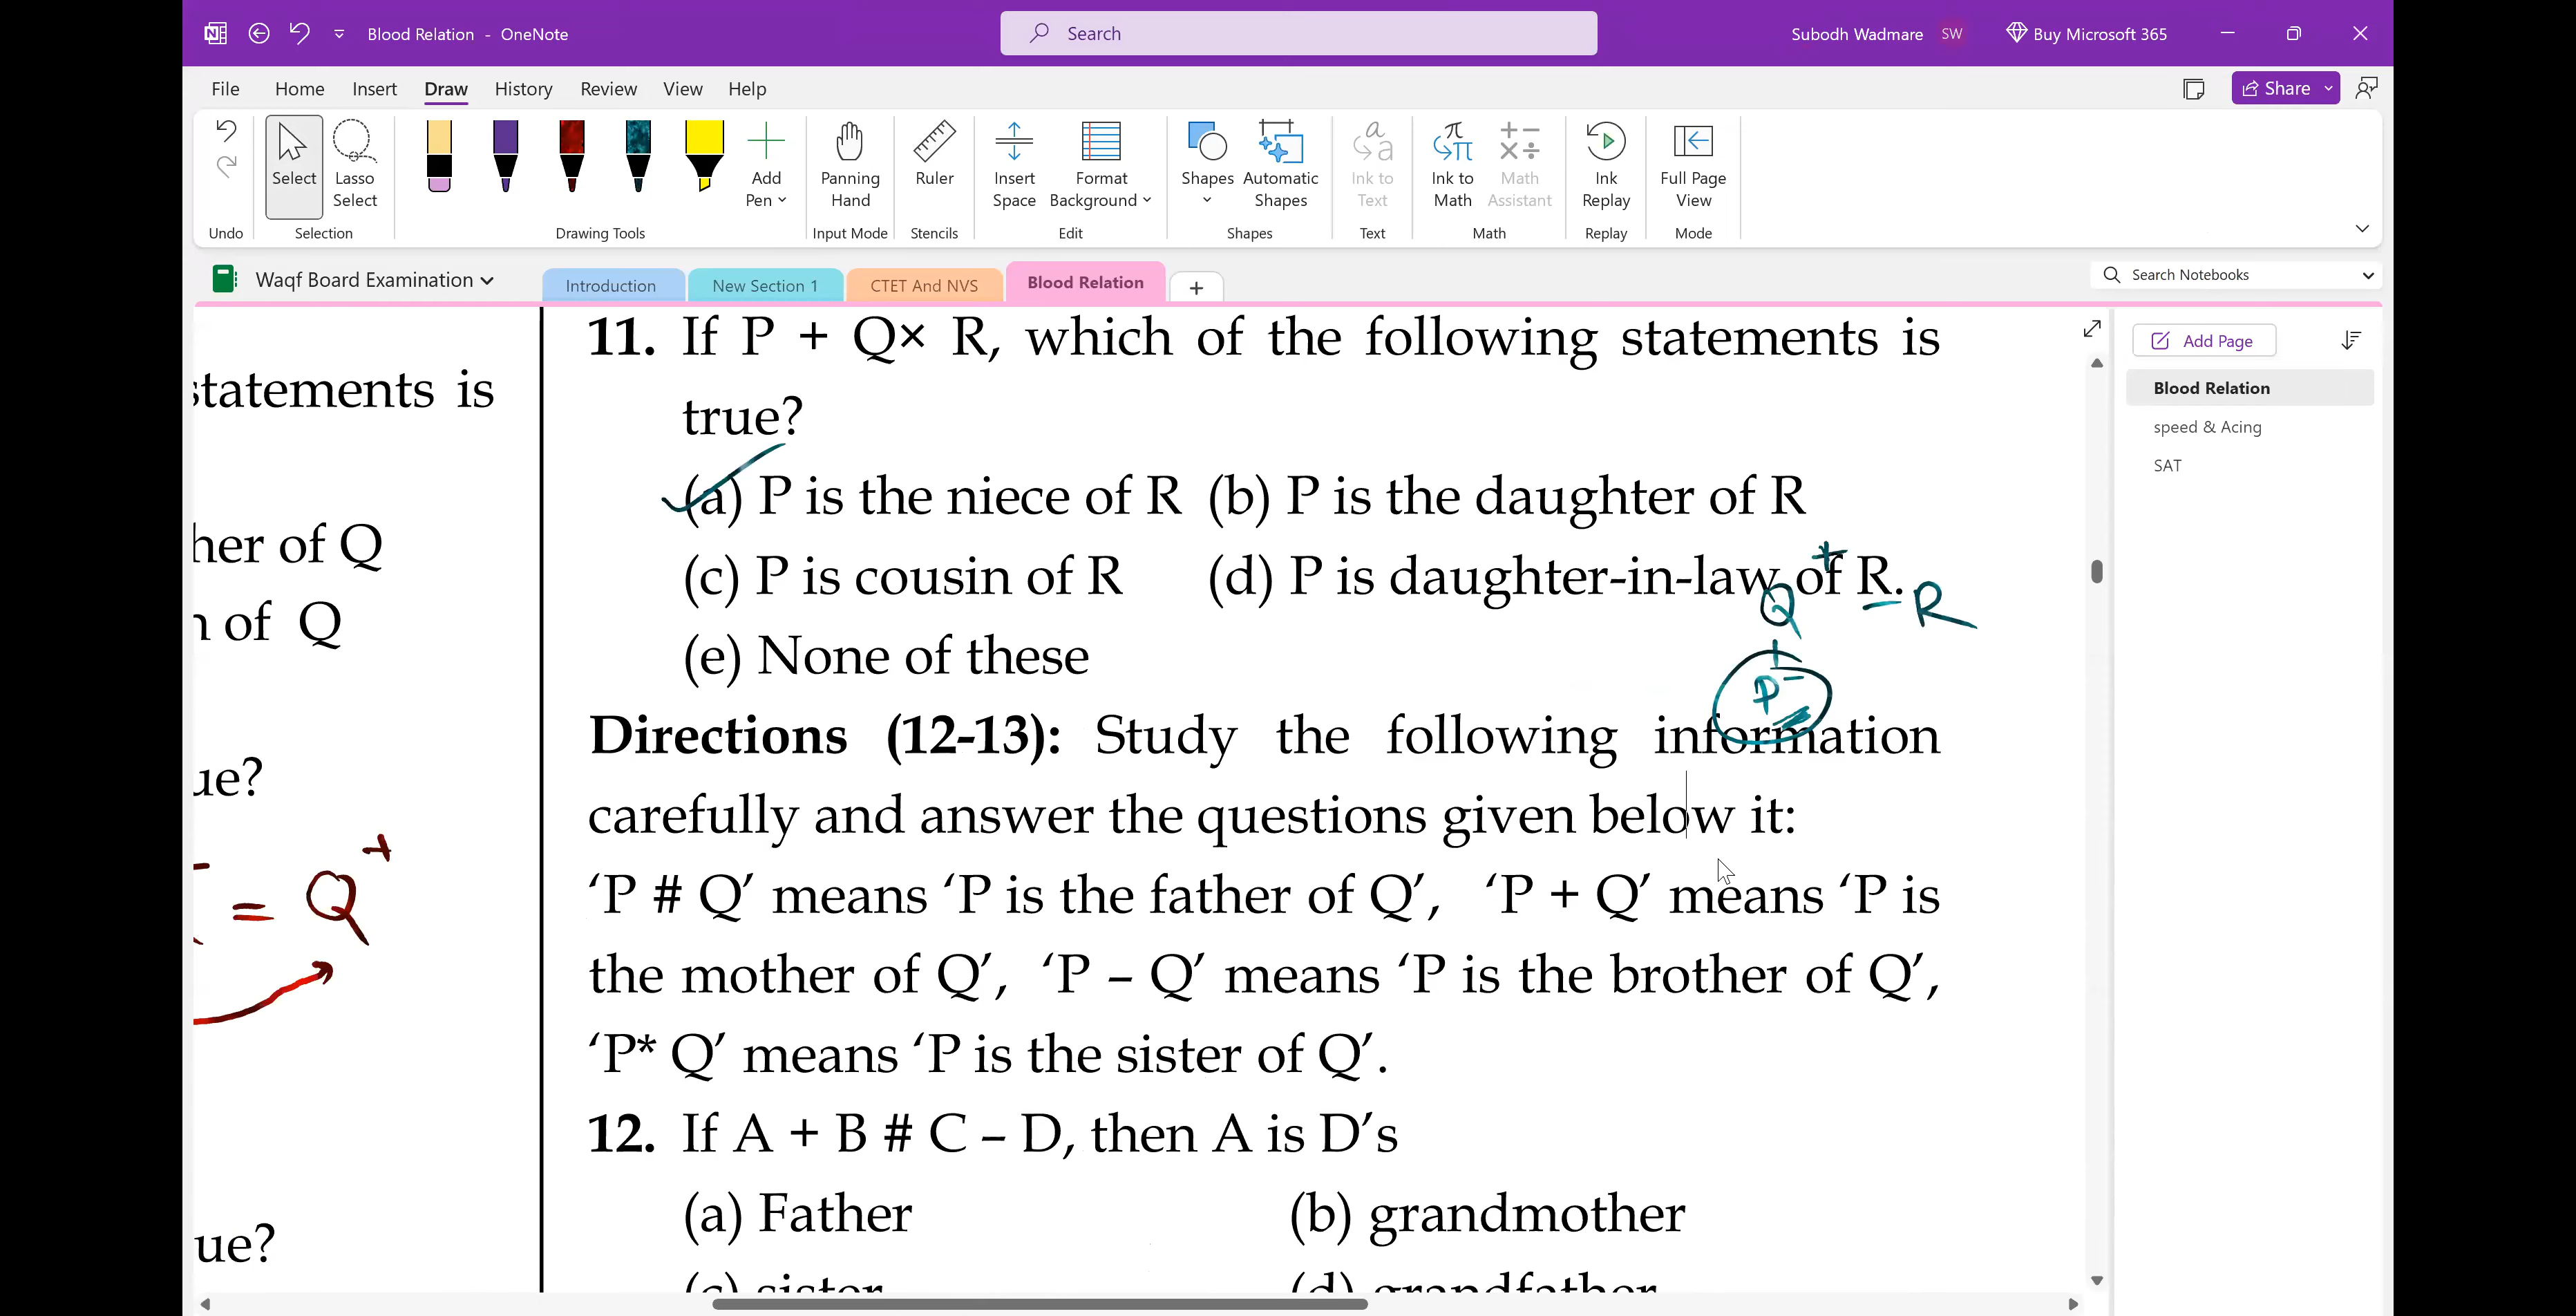 Blood Relation - OneNote
Search
Subodh Wadmare SW
Buy Microsoft 365
File Home Insert Draw History Review View Help
Share
Select
Lasso Select
Add Pen
Panning Hand
Ruler
Insert Space
Format Background
Shapes
Automatic Shapes
Ink to Text
Ink to Math
Math Assistant
Ink Replay
Full Page View
Undo Selection Drawing Tools Input Mode Stencils Edit Shapes Text Math Replay Mode
Waqf Board Examination
Introduction New Section 1 CTET And NVS Blood Relation +
Search Notebooks
Add Page
Blood Relation
speed & Acing
SAT
statements is
her of Q
n of Q
ue?
= Q+
ue?
11. If P + Q× R, which of the following statements is
true?
(a) P is the niece of R (b) P is the daughter of R
(c) P is cousin of R (d) P is daughter-in-law of R.
Q+ – R
(e) None of these
P–
Directions (12-13): Study the following information
carefully and answer the questions given below it:
‘P # Q’ means ‘P is the father of Q’, ‘P + Q’ means ‘P is
the mother of Q’, ‘P – Q’ means ‘P is the brother of Q’,
‘P* Q’ means ‘P is the sister of Q’.
12. If A + B # C – D, then A is D’s
(a) Father (b) grandmother
(c) sister (d) grandfather